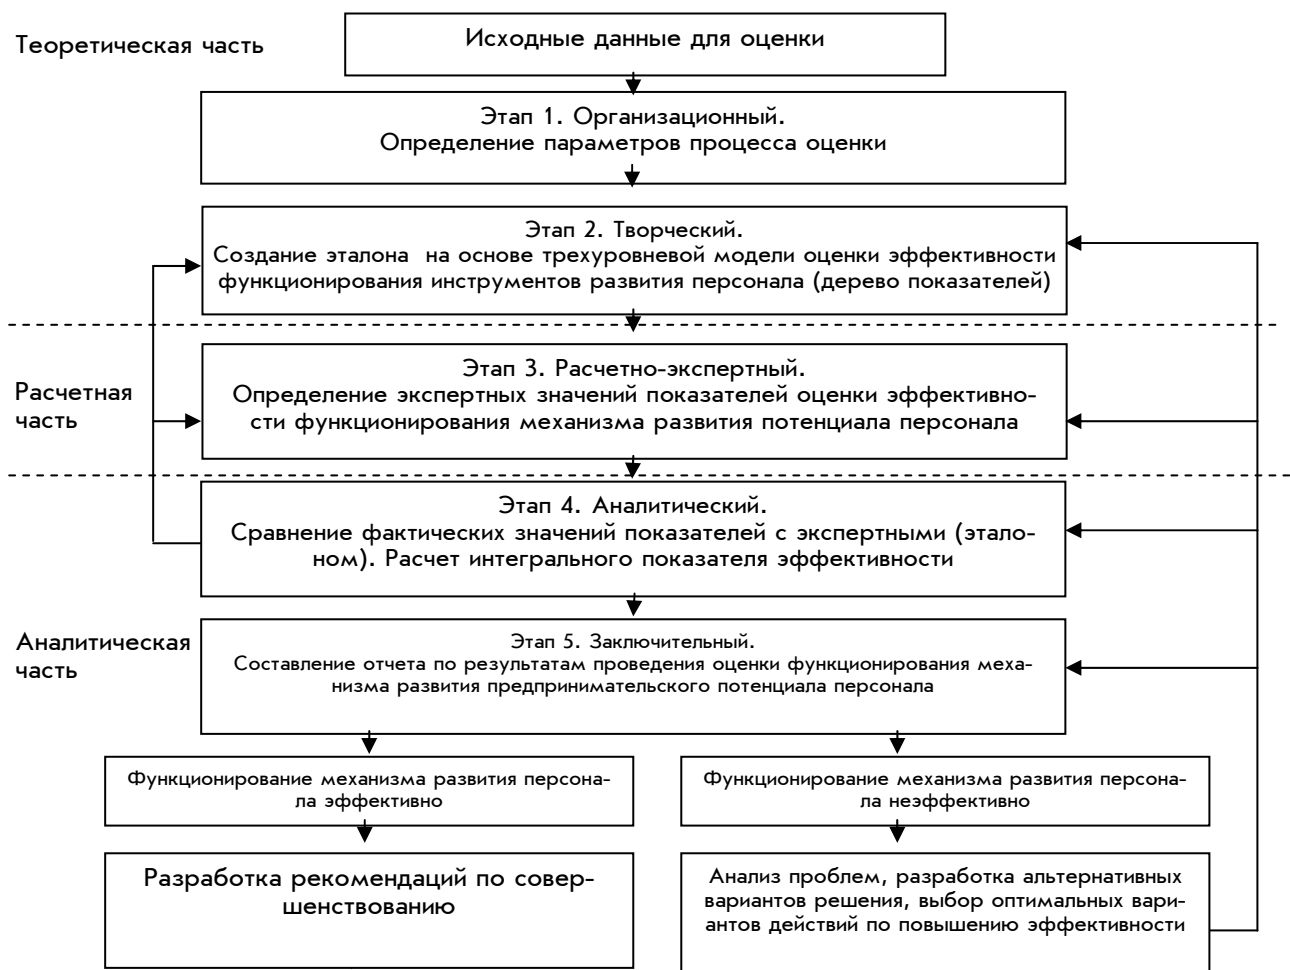 Теоретическая часть
Исходные данные для оценки
Этап 1. Организационный.
Определение параметров процесса оценки
Этап 2. Творческий.
Создание эталона на основе трехуровневой модели оценки эффективности
функционирования инструментов развития персонала (дерево показателей)
Расчетная
часть
Этап 3. Расчетно-экспертный.
Определение экспертных значений показателей оценки эффективно-
сти функционирования механизма развития потенциала персонала
Этап 4. Аналитический.
Сравнение фактических значений показателей с экспертными (этало-
ном). Расчет интегрального показателя эффективности
Аналитическая
часть
Этап 5. Заключительный.
Составление отчета по результатам проведения оценки функционирования меха-
низма развития предпринимательского потенциала персонала
Функционирование механизма развития персона-
ла эффективно
Функционирование механизма развития персона-
ла неэффективно
Разработка рекомендаций по совер-
шенствованию
Анализ проблем, разработка альтернативных
вариантов решения, выбор оптимальных вари-
антов действий по повышению эффективности